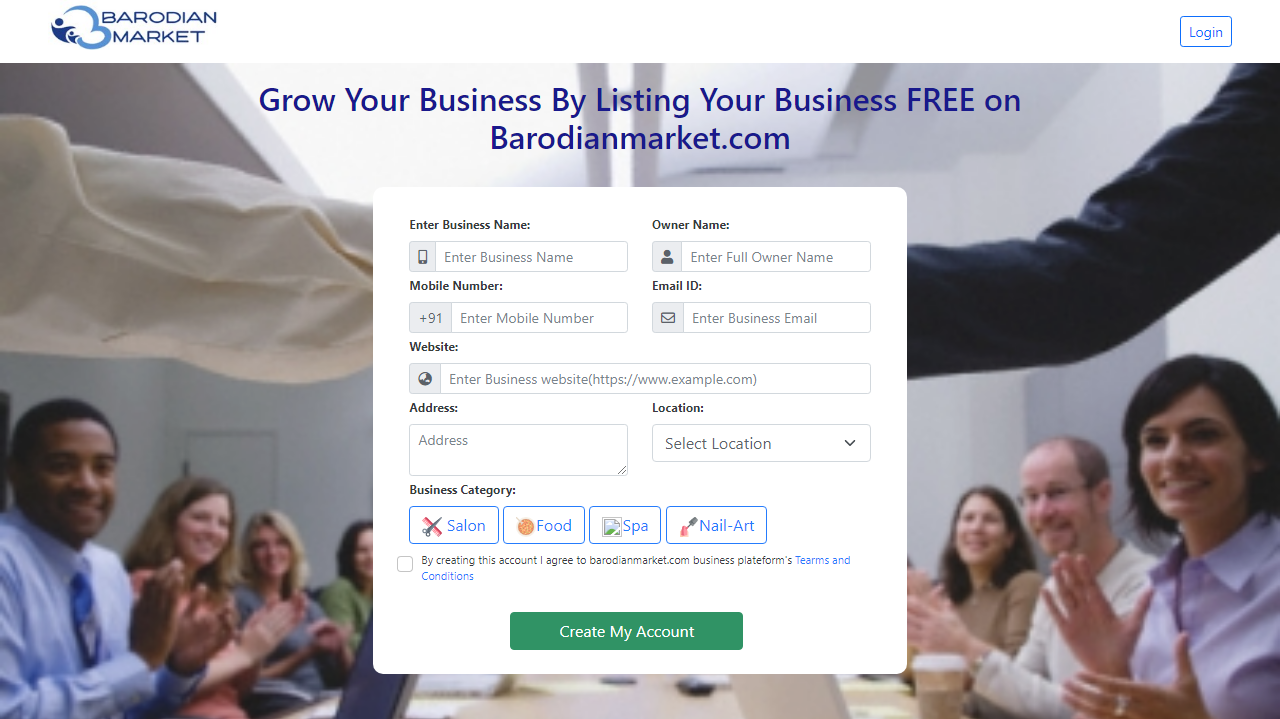 BARODIAN
MARKET
Login
Grow Your Business By Listing Your Business FREE on
Barodianmarket.com
Enter Business Name:
Owner Name:
Enter Business Name
Enter Full Owner Name
Mobile Number:
Email ID:
+91
Enter Mobile Number
Enter Business Email
Website:
Enter Business website(https://www.example.com)
Address:
Location:
Address
Select Location
Business Category:
Salon
Food
Spa
Nail-Art
By creating this account I agree to barodianmarket.com business plateform's Tearms and
Conditions
Create My Account